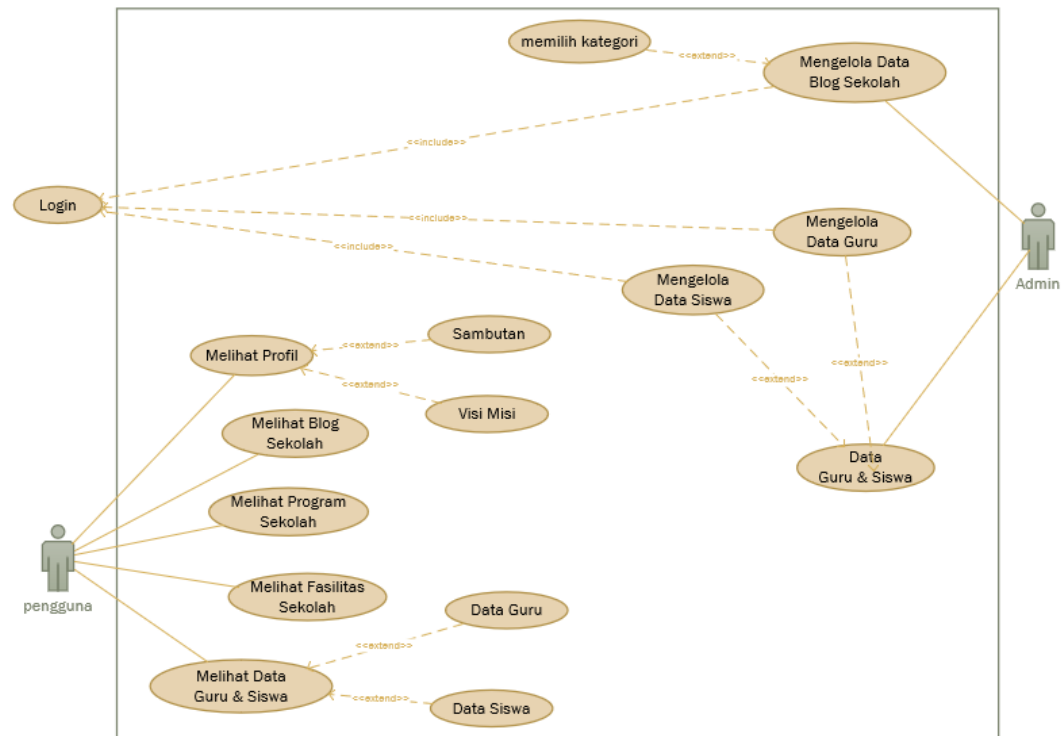 memilih kategori
<<extend>>
Mengelola Data
Blog Sekolah
<<include>>
Login
<<include>>
Mengelola
Data Guru
<<include>>
Mengelola
Data Siswa
Admin
Sambutan
<<extend>>
Melihat Profil
<<extend>>
<<extend>>
<<extend>>
Visi Misi
Melihat Blog
Sekolah
Data
Guru & Siswa
Melihat Program
Sekolah
pengguna
Melihat Fasilitas
Sekolah
Data Guru
<<extend>>
Melihat Data
Guru & Siswa
<<extend>>
Data Siswa